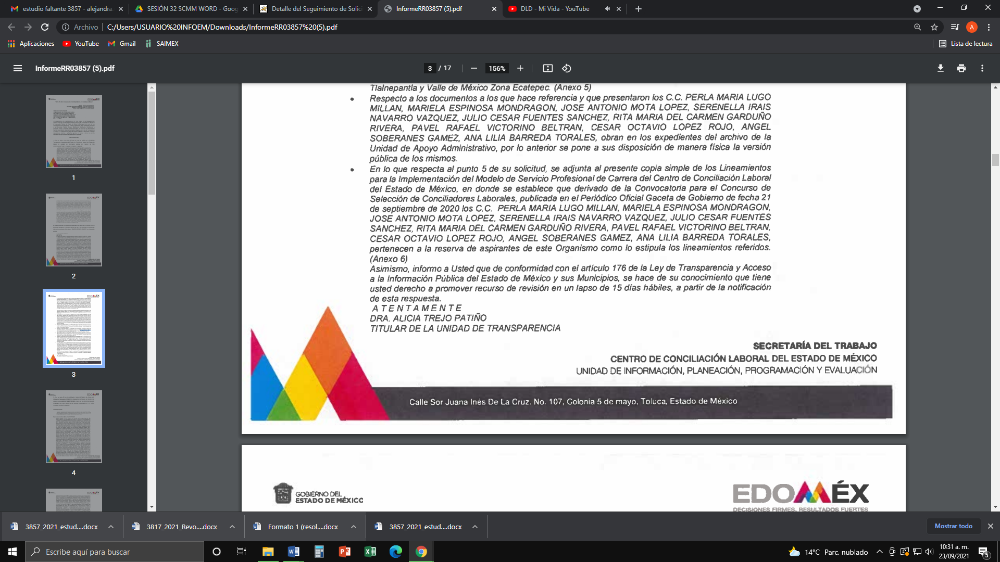 estudio faltante 3857 - alejandra.
SESIÓN 32 SCMM WORD - Goog
Detalle del Seguimiento de Solici
InformeRR03857 (5).pdf
DLD - Mi Vida - YouTube
Archivo
C:/Users/USUARIO%20INFOEM/Downloads/InformeRR03857%20(5).pdf
A
Aplicaciones
YouTube
Gmail
SAIMEX
Lista de lectura
InformeRR03857 (5).pdf
3 / 17
156%
1
2
3
4
Tlalnepantla y Valle de México Zona Ecatepec. (Anexo 5)
• Respecto a los documentos a los que hace referencia y que presentaron los C.C. PERLA MARIA LUGO
MILLAN, MARIELA ESPINOSA MONDRAGON, JOSE ANTONIO MOTA LOPEZ, SERENELLA IRAIS
NAVARRO VAZQUEZ, JULIO CESAR FUENTES SANCHEZ, RITA MARIA DEL CARMEN GARDUÑO
RIVERA, PAVEL RAFAEL VICTORINO BELTRAN, CESAR OCTAVIO LOPEZ ROJO, ANGEL
SOBERANES GAMEZ, ANA LILIA BARREDA TORALES, obran en los expedientes del archivo de la
Unidad de Apoyo Administrativo, por lo anterior se pone a sus disposición de manera física la versión
pública de los mismos.
• En lo que respecta al punto 5 de su solicitud, se adjunta al presente copia simple de los Lineamientos
para la Implementación del Modelo de Servicio Profesional de Carrera del Centro de Conciliación Laboral
del Estado de México, en donde se establece que derivado de la Convocatoria para el Concurso de
Selección de Conciliadores Laborales, publicada en el Periódico Oficial Gaceta de Gobierno de fecha 21
de septiembre de 2020 los C.C. PERLA MARIA LUGO MILLAN, MARIELA ESPINOSA MONDRAGON,
JOSE ANTONIO MOTA LOPEZ, SERENELLA IRAIS NAVARRO VAZQUEZ, JULIO CESAR FUENTES
SANCHEZ, RITA MARIA DEL CARMEN GARDUÑO RIVERA, PAVEL RAFAEL VICTORINO BELTRAN,
CESAR OCTAVIO LOPEZ ROJO, ANGEL SOBERANES GAMEZ, ANA LILIA BARREDA TORALES,
pertenecen a la reserva de aspirantes de este Organismo como lo estipula los lineamientos referidos.
(Anexo 6)
Asimismo, informo a Usted que de conformidad con el artículo 176 de la Ley de Transparencia y Acceso
a la Información Pública del Estado de México y sus Municipios, se hace de su conocimiento que tiene
usted derecho a promover recurso de revisión en un lapso de 15 días hábiles, a partir de la notificación
de esta respuesta.
A T E N T A M E N T E
DRA. ALICIA TREJO PATIÑO
TITULAR DE LA UNIDAD DE TRANSPARENCIA
SECRETARÍA DEL TRABAJO
CENTRO DE CONCILIACIÓN LABORAL DEL ESTADO DE MÉXICO
UNIDAD DE INFORMACIÓN, PLANEACIÓN, PROGRAMACIÓN Y EVALUACIÓN
Calle Sor Juana Inés De La Cruz. No. 107, Colonia 5 de mayo, Toluca, Estado de México
GOBIERNO DEL
ESTADO DE MÉXICO
EDOMÉX
DECISIONES FIRMES, RESULTADOS FUERTES
3857_2021_estud....docx
3817_2021_Revo....docx
Formato 1 (resol....docx
3857_2021_estud....docx
Mostrar todo
Escribe aquí para buscar
14°C Parc. nublado
10:31 a. m.
23/09/2021
5